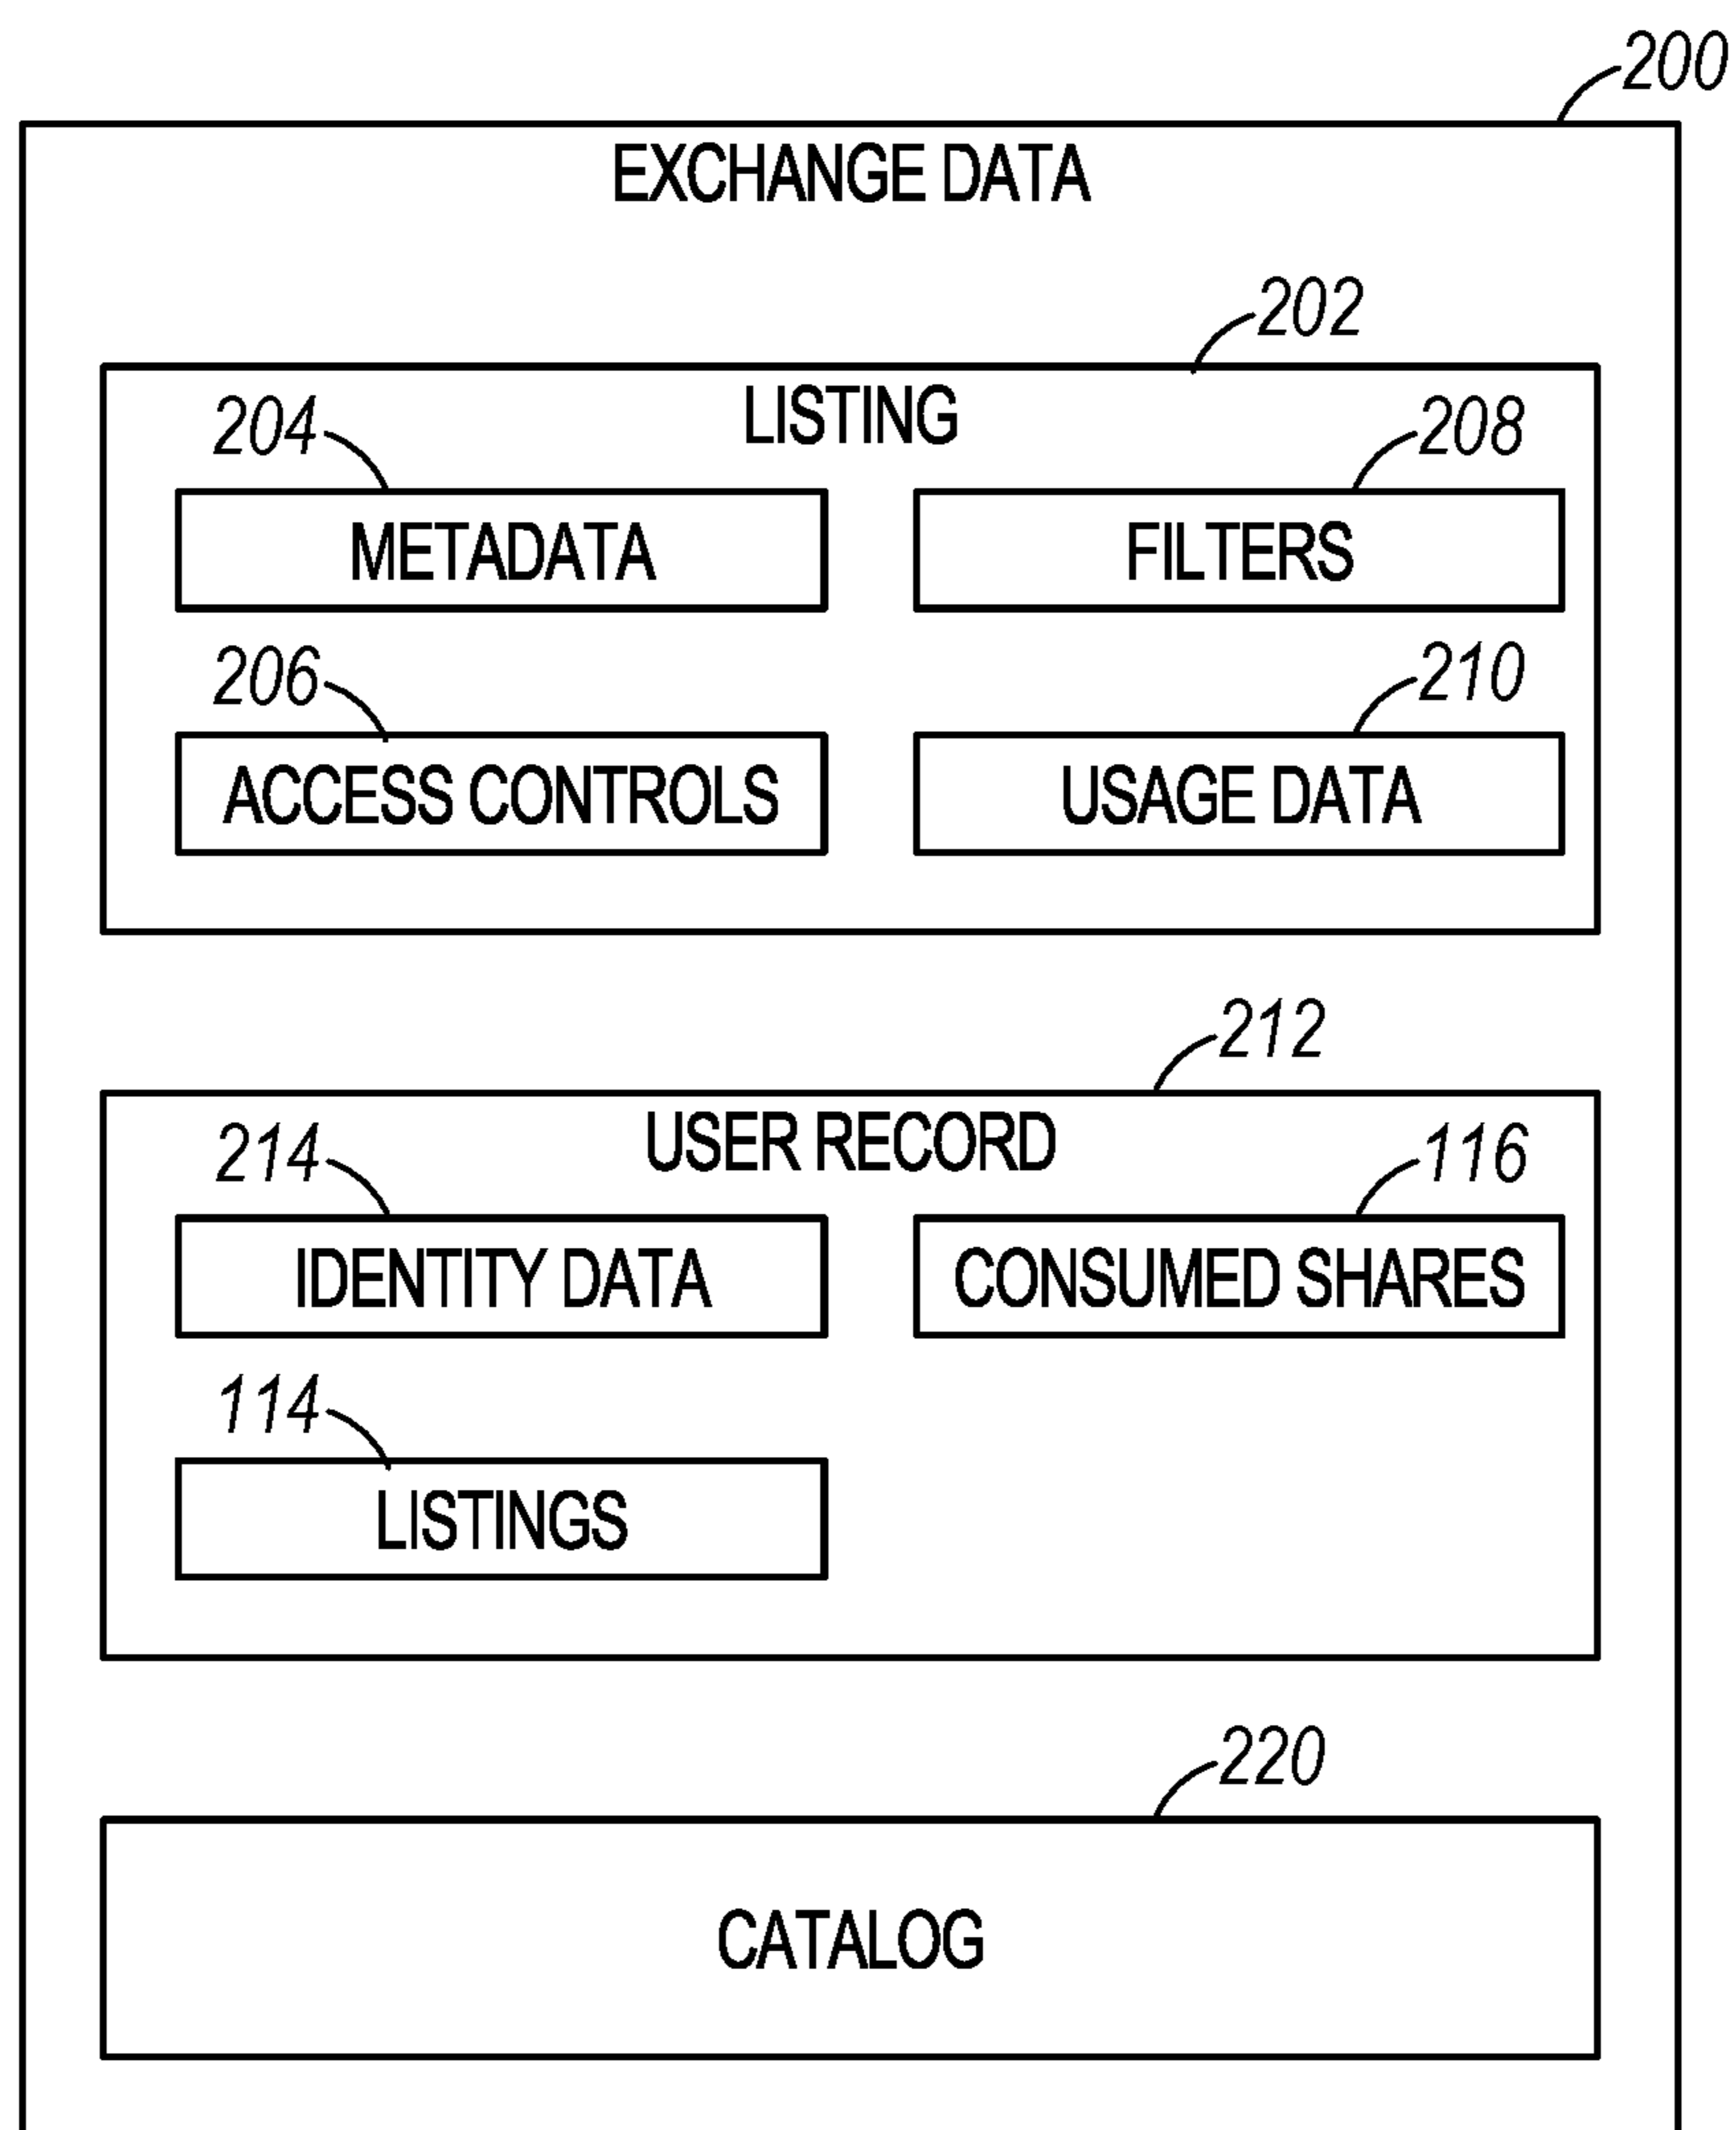 200
EXCHANGE DATA
202
LISTING
204
208
METADATA
FILTERS
206
210
ACCESS CONTROLS
USAGE DATA
212
USER RECORD
214
116
IDENTITY DATA
CONSUMED SHARES
114
LISTINGS
220
CATALOG